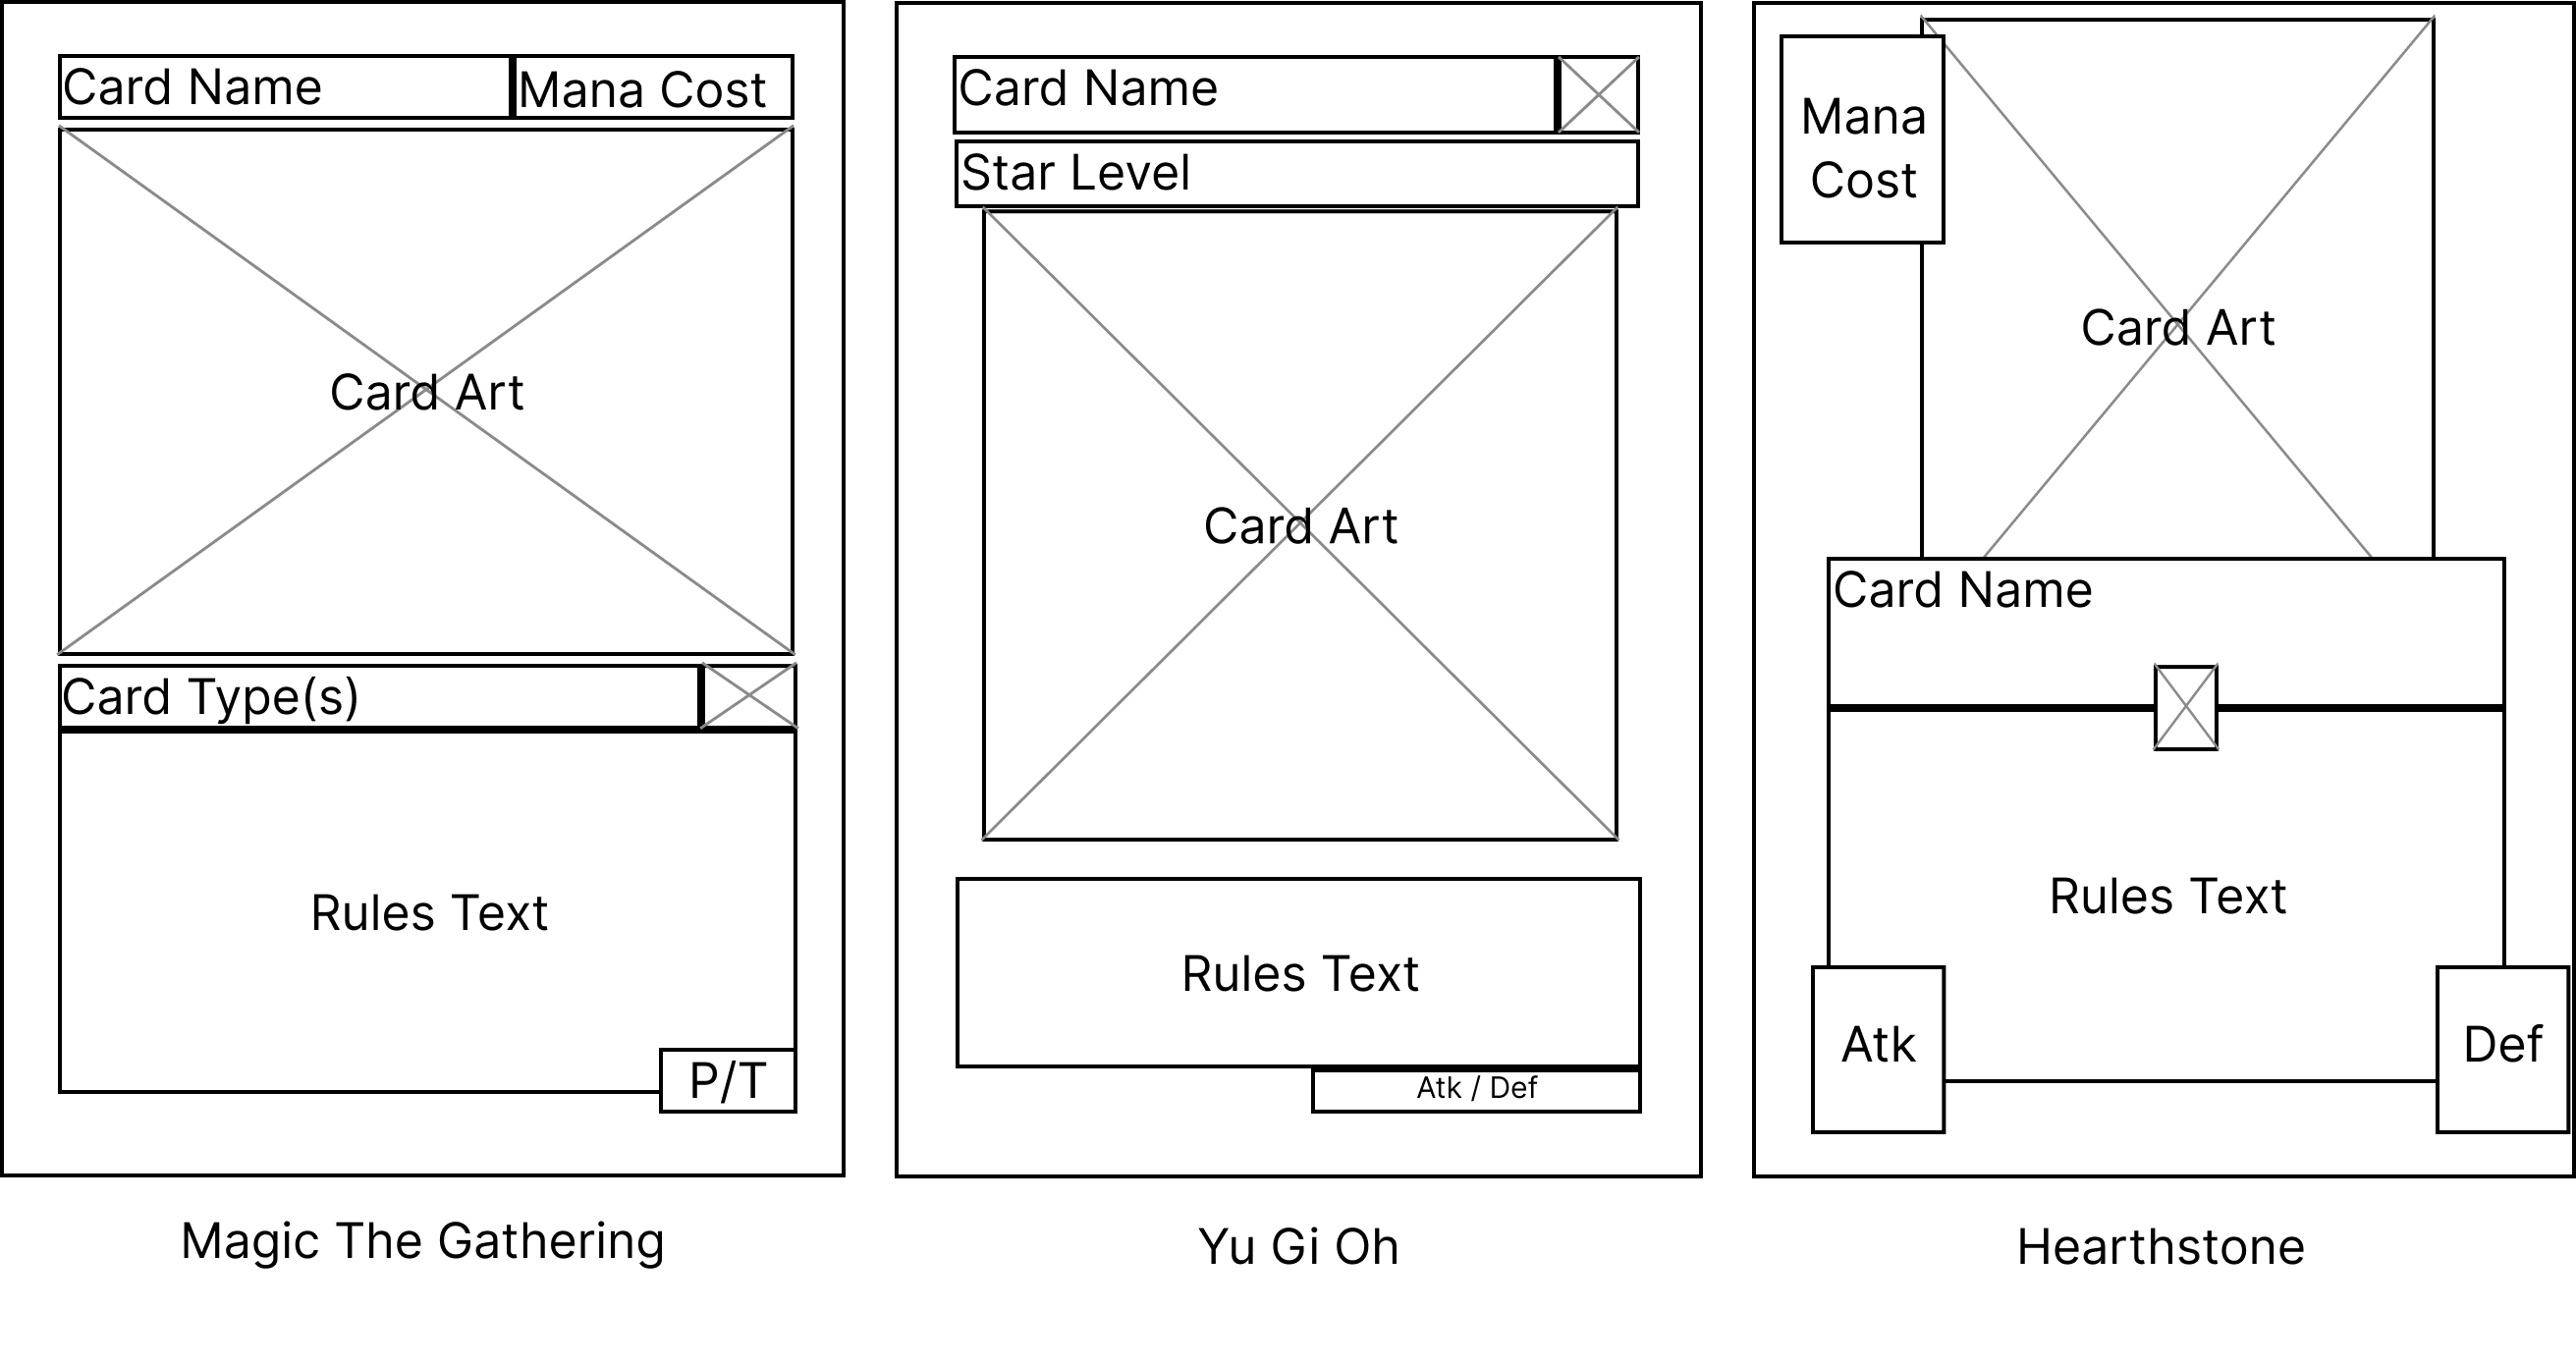 Card Name
Mana Cost
Card Art
Card Type(s)
Rules Text
P/T
Magic The Gathering
Card Name
Star Level
Card Art
Rules Text
Atk / Def
Yu Gi Oh
Mana
Cost
Card Art
Card Name
Rules Text
Atk
Def
Hearthstone